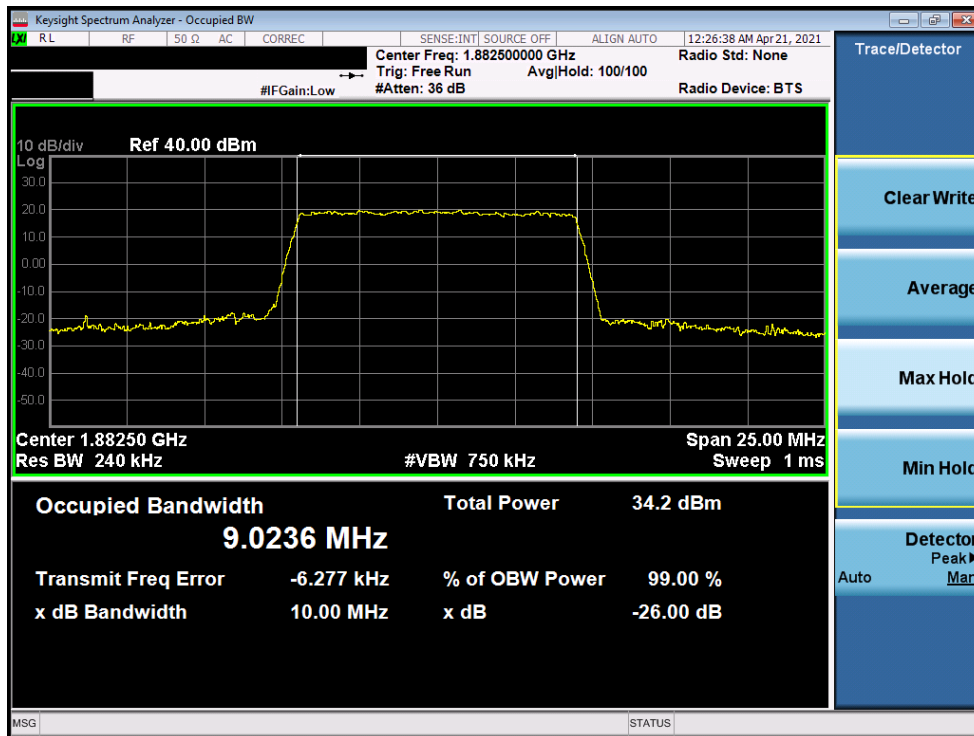 Keysight Spectrum Analyzer - Occupied BW
LXI RL RF 50 Ω AC CORREC SENSE:INT SOURCE OFF ALIGN AUTO 12:26:38 AM Apr 21, 2021
Center Freq: 1.882500000 GHz Radio Std: None
Trig: Free Run Avg|Hold: 100/100
#IFGain:Low #Atten: 36 dB Radio Device: BTS
10 dB/div Ref 40.00 dBm
Log
30.0
20.0
10.0
0.00
-10.0
-20.0
-30.0
-40.0
-50.0
Center 1.88250 GHz Span 25.00 MHz
Res BW 240 kHz #VBW 750 kHz Sweep 1 ms
Occupied Bandwidth Total Power 34.2 dBm
9.0236 MHz
Transmit Freq Error -6.277 kHz % of OBW Power 99.00 %
x dB Bandwidth 10.00 MHz x dB -26.00 dB
Trace/Detector
Clear Write
Average
Max Hold
Min Hold
Detector
Peak▶
Auto Man
MSG STATUS